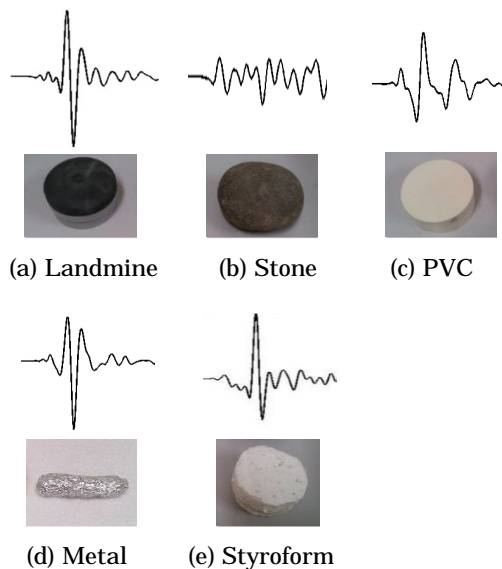 (a) Landmine
(b) Stone
(c) PVC
(d) Metal
(e) Styroform